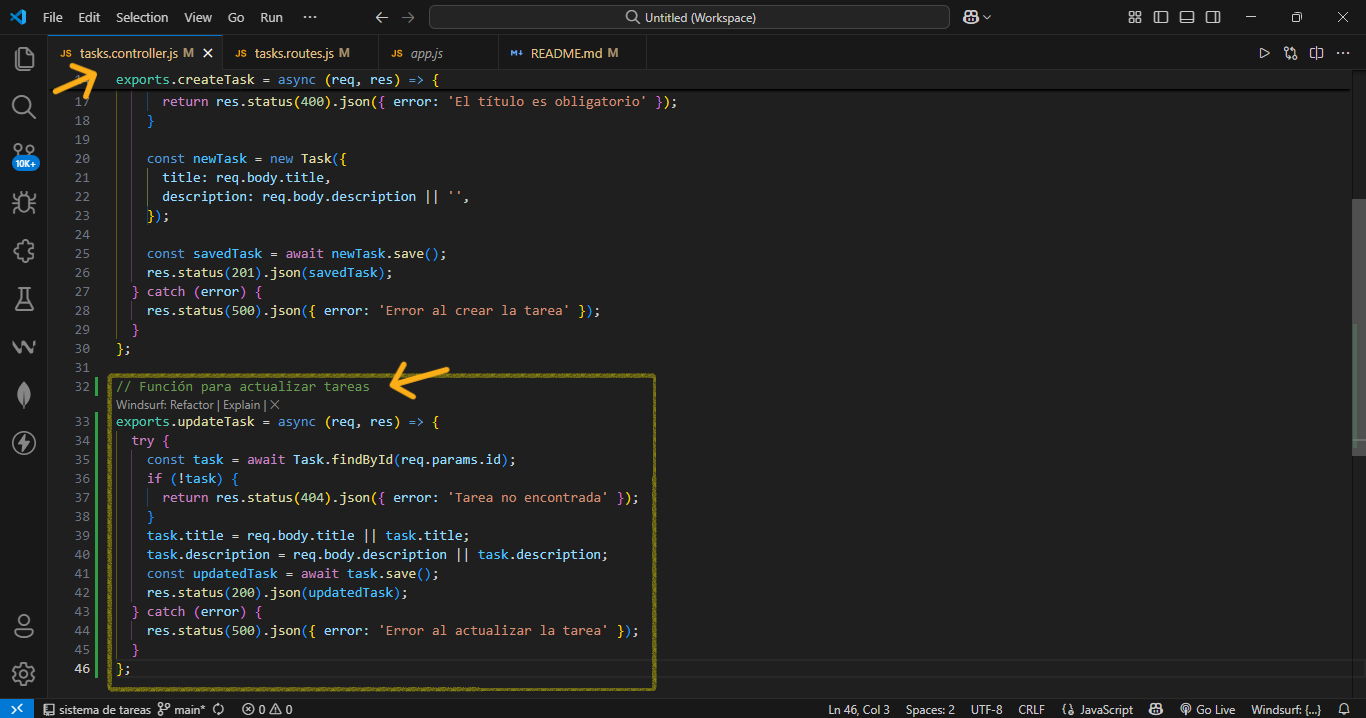 File Edit Selection View Go Run ··· Untitled (Workspace)
JS tasks.controller.js M JS tasks.routes.js M JS app.js M↓ README.md M
exports.createTask = async (req, res) => {
17 return res.status(400).json({ error: 'El título es obligatorio' });
18 }
19
20 const newTask = new Task({
21 title: req.body.title,
22 description: req.body.description || '',
23 });
24
25 const savedTask = await newTask.save();
26 res.status(201).json(savedTask);
27 } catch (error) {
28 res.status(500).json({ error: 'Error al crear la tarea' });
29 }
30 };
31
32 // Función para actualizar tareas
Windsurf: Refactor | Explain | ×
33 exports.updateTask = async (req, res) => {
34 try {
35 const task = await Task.findById(req.params.id);
36 if (!task) {
37 return res.status(404).json({ error: 'Tarea no encontrada' });
38 }
39 task.title = req.body.title || task.title;
40 task.description = req.body.description || task.description;
41 const updatedTask = await task.save();
42 res.status(200).json(updatedTask);
43 } catch (error) {
44 res.status(500).json({ error: 'Error al actualizar la tarea' });
45 }
46 };
10K+
sistema de tareas main* 0 0 Ln 46, Col 3 Spaces: 2 UTF-8 CRLF {} JavaScript Go Live Windsurf: {...}